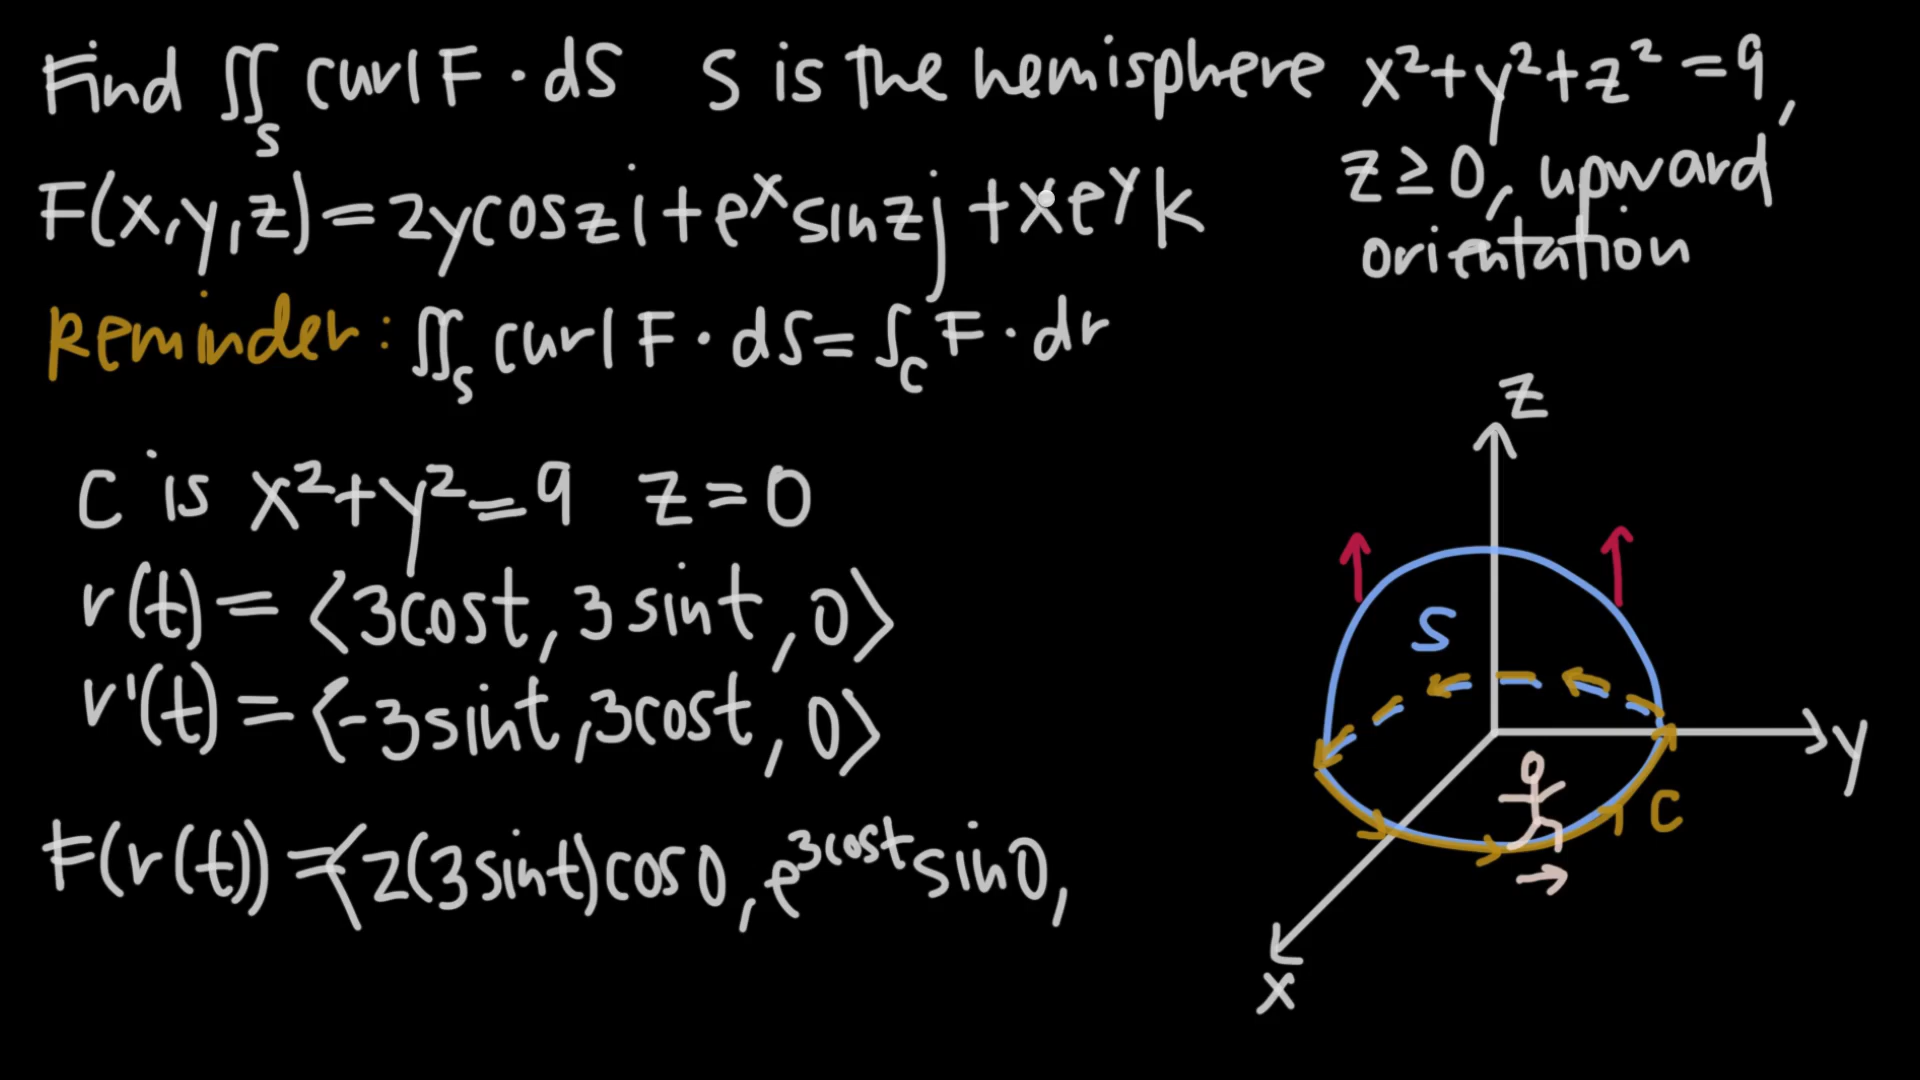 Find ∬_S curl F · dS S is the hemisphere x²+y²+z²=9,
z ≥ 0, upward
orientation
F(x,y,z)=2ycosz i+e^x sinz j+xe^y k
Reminder: ∬_S curl F · dS=∫_C F · dr
C is x²+y²=9 z=0
r(t)=⟨3cost, 3sint, 0⟩
r'(t)=⟨-3sint, 3cost, 0⟩
F(r(t))=⟨2(3sint)cos0, e^{3cost}sin0,
z
S
y
C
x